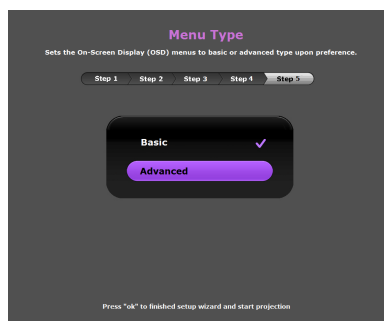 Menu Type
Sets the On-Screen Display (OSD) menus to basic or advanced type upon preference.
Step 1 Step 2 Step 3 Step 4 Step 5
Basic
Advanced
Press "ok" to finished setup wizard and start projection